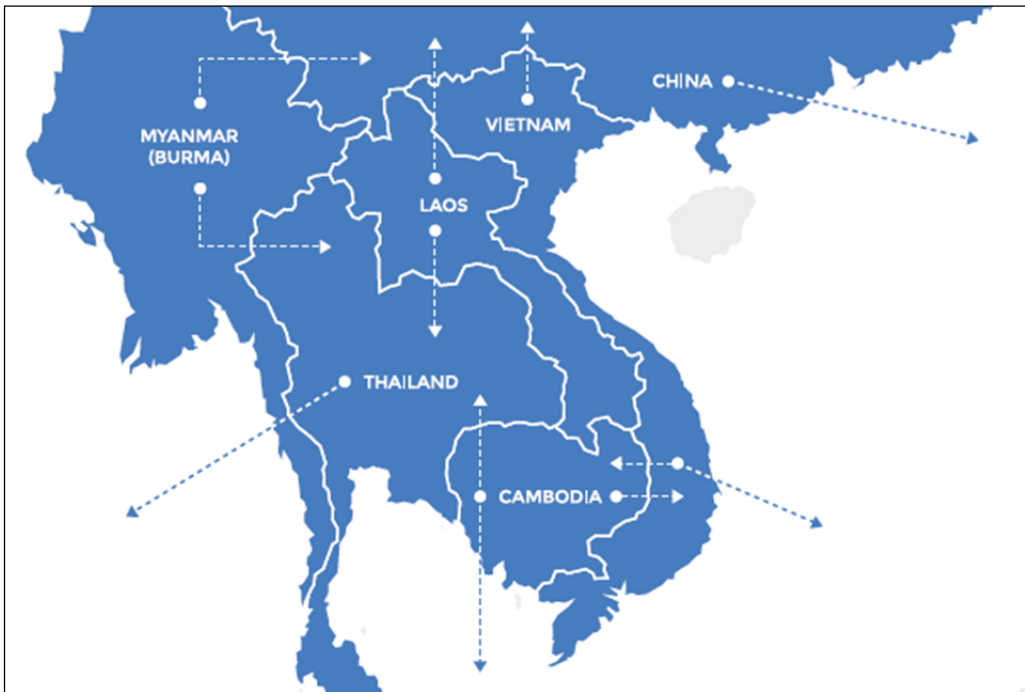 CHINA
VIETNAM
MYANMAR
(BURMA)
LAOS
THAILAND
CAMBODIA